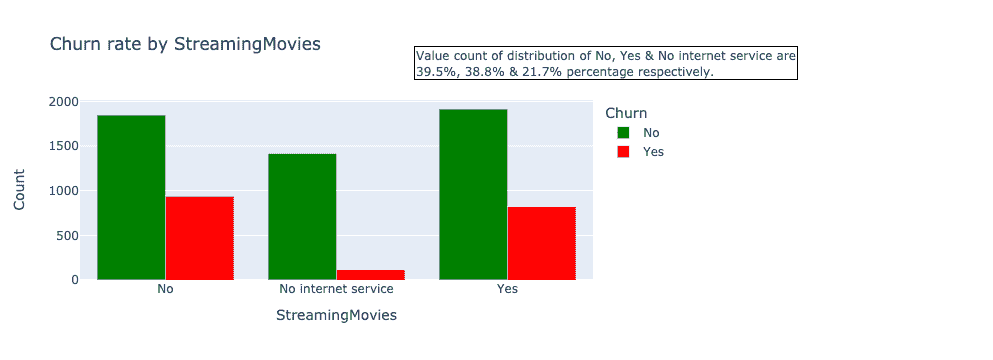 Churn rate by StreamingMovies
Value count of distribution of No, Yes & No internet service are
39.5%, 38.8% & 21.7% percentage respectively.
Churn
No
Yes
Count
2000
1500
1000
500
0
No
No internet service
Yes
StreamingMovies